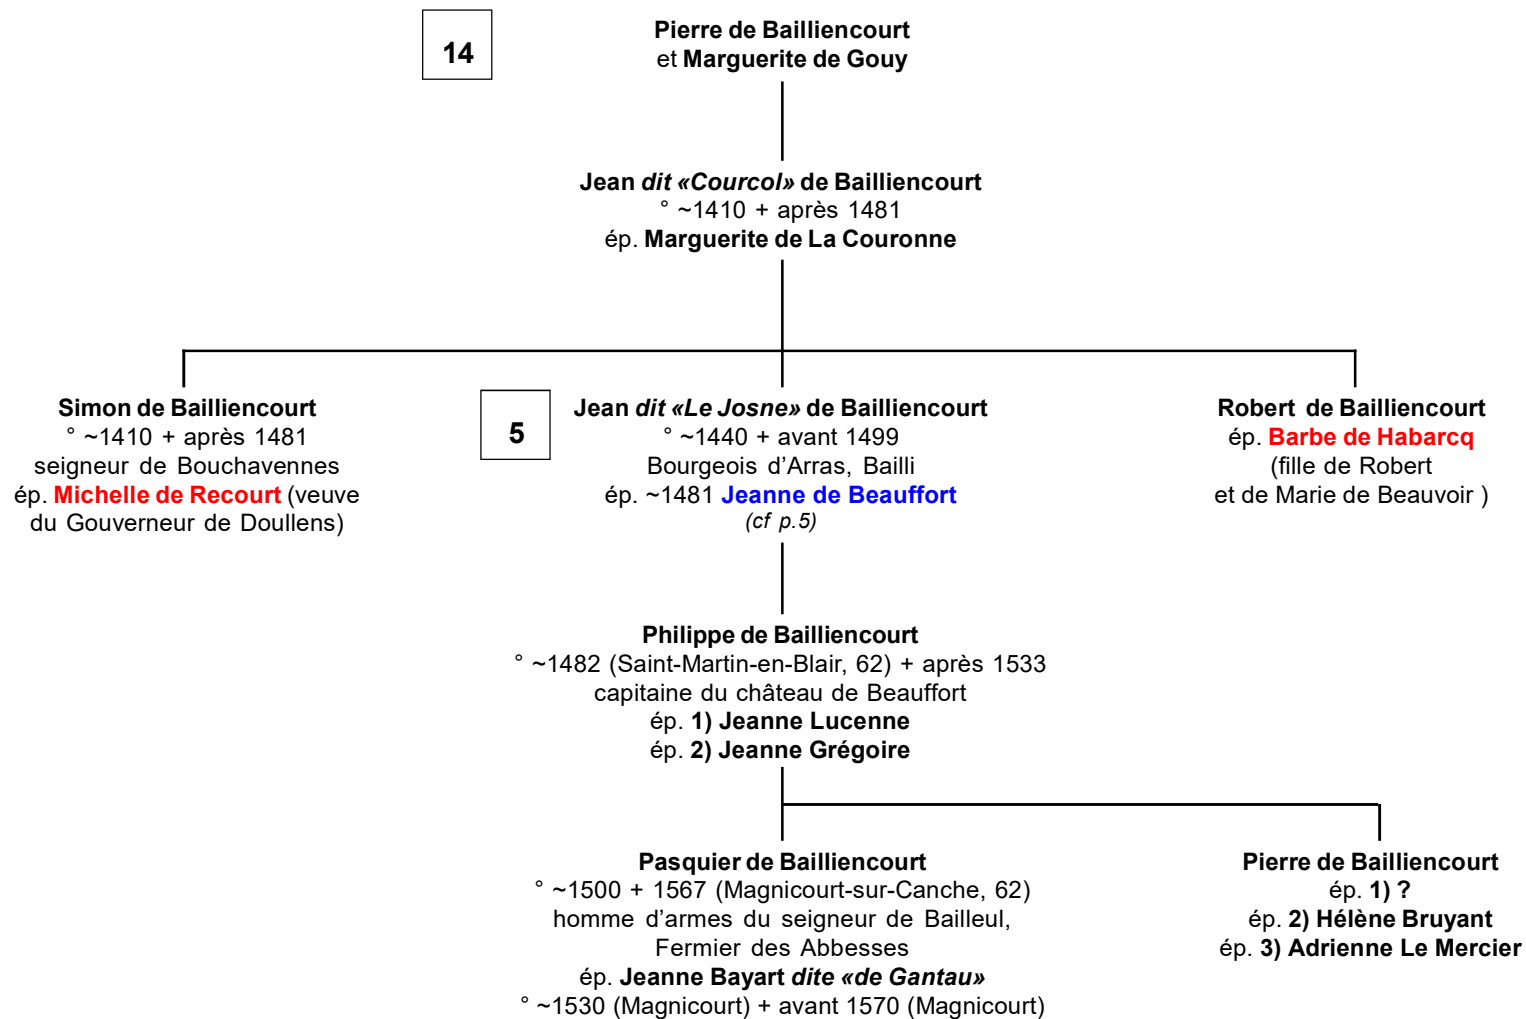 14
Pierre de Bailliencourt
et Marguerite de Gouy
Jean dit «Courcol» de Bailliencourt
° ~1410 + après 1481
ép. Marguerite de La Couronne
Simon de Bailliencourt
° ~1410 + après 1481
seigneur de Bouchavennes
ép. Michelle de Recourt (veuve
du Gouverneur de Doullens)
5
Jean dit «Le Josne» de Bailliencourt
° ~1440 + avant 1499
Bourgeois d’Arras, Bailli
ép. ~1481 Jeanne de Beauffort
(cf p.5)
Robert de Bailliencourt
ép. Barbe de Habarcq
(fille de Robert
et de Marie de Beauvoir )
Philippe de Bailliencourt
° ~1482 (Saint-Martin-en-Blair, 62) + après 1533
capitaine du château de Beauffort
ép. 1) Jeanne Lucenne
ép. 2) Jeanne Grégoire
Pasquier de Bailliencourt
° ~1500 + 1567 (Magnicourt-sur-Canche, 62)
homme d’armes du seigneur de Bailleul,
Fermier des Abbesses
ép. Jeanne Bayart dite «de Gantau»
° ~1530 (Magnicourt) + avant 1570 (Magnicourt)
Pierre de Bailliencourt
ép. 1) ?
ép. 2) Hélène Bruyant
ép. 3) Adrienne Le Mercier